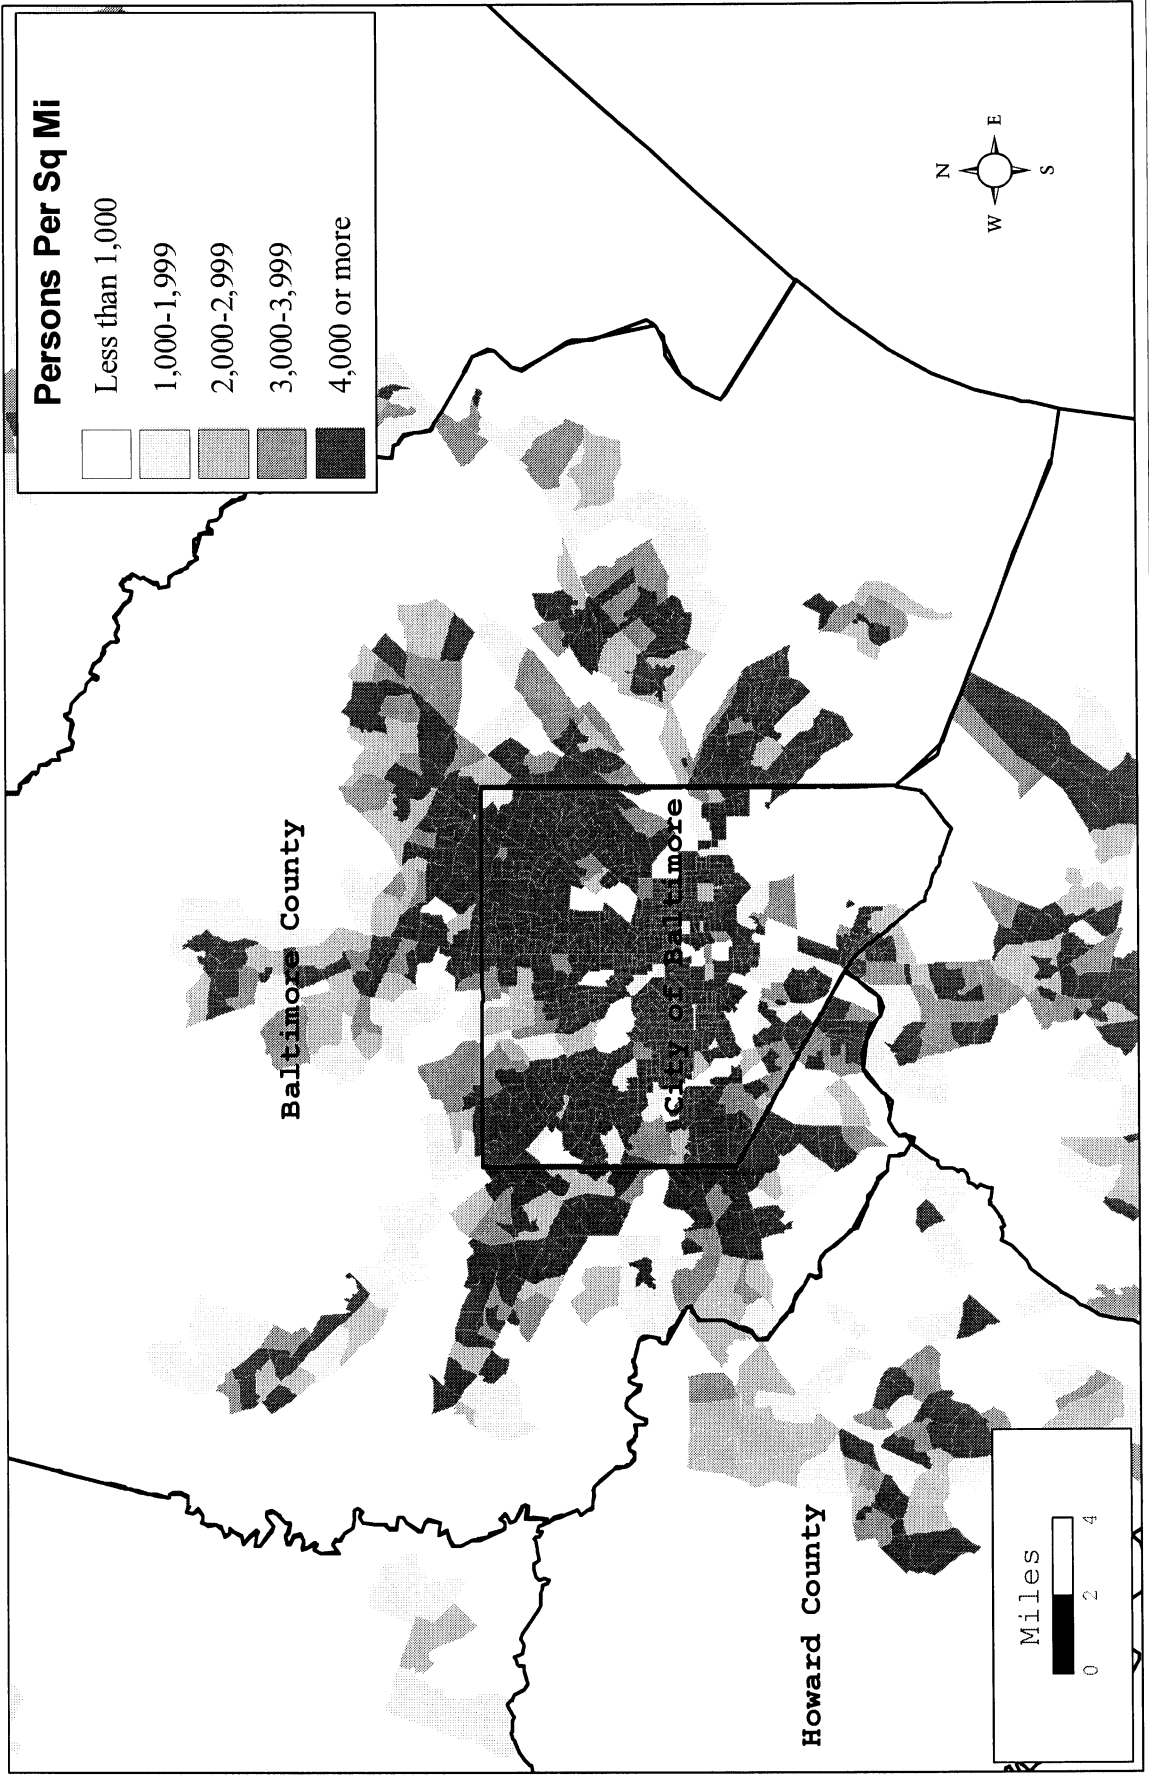 Persons Per Sq Mi
Less than 1,000
1,000-1,999
2,000-2,999
3,000-3,999
4,000 or more
N
W
E
S
Baltimore County
City of Baltimore
Howard County
Miles
0 2 4